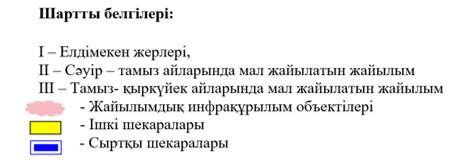 Шартты белгілері:
I – Елдімекен жерлері,
II – Сәуір – тамыз айларында мал жайылатын жайылым
III – Тамыз- қыркүйек айларында мал жайылатын жайылым
- Жайылымдық инфрақұрылым объектілері
- Ішкі шекаралары
- Сыртқы шекаралары